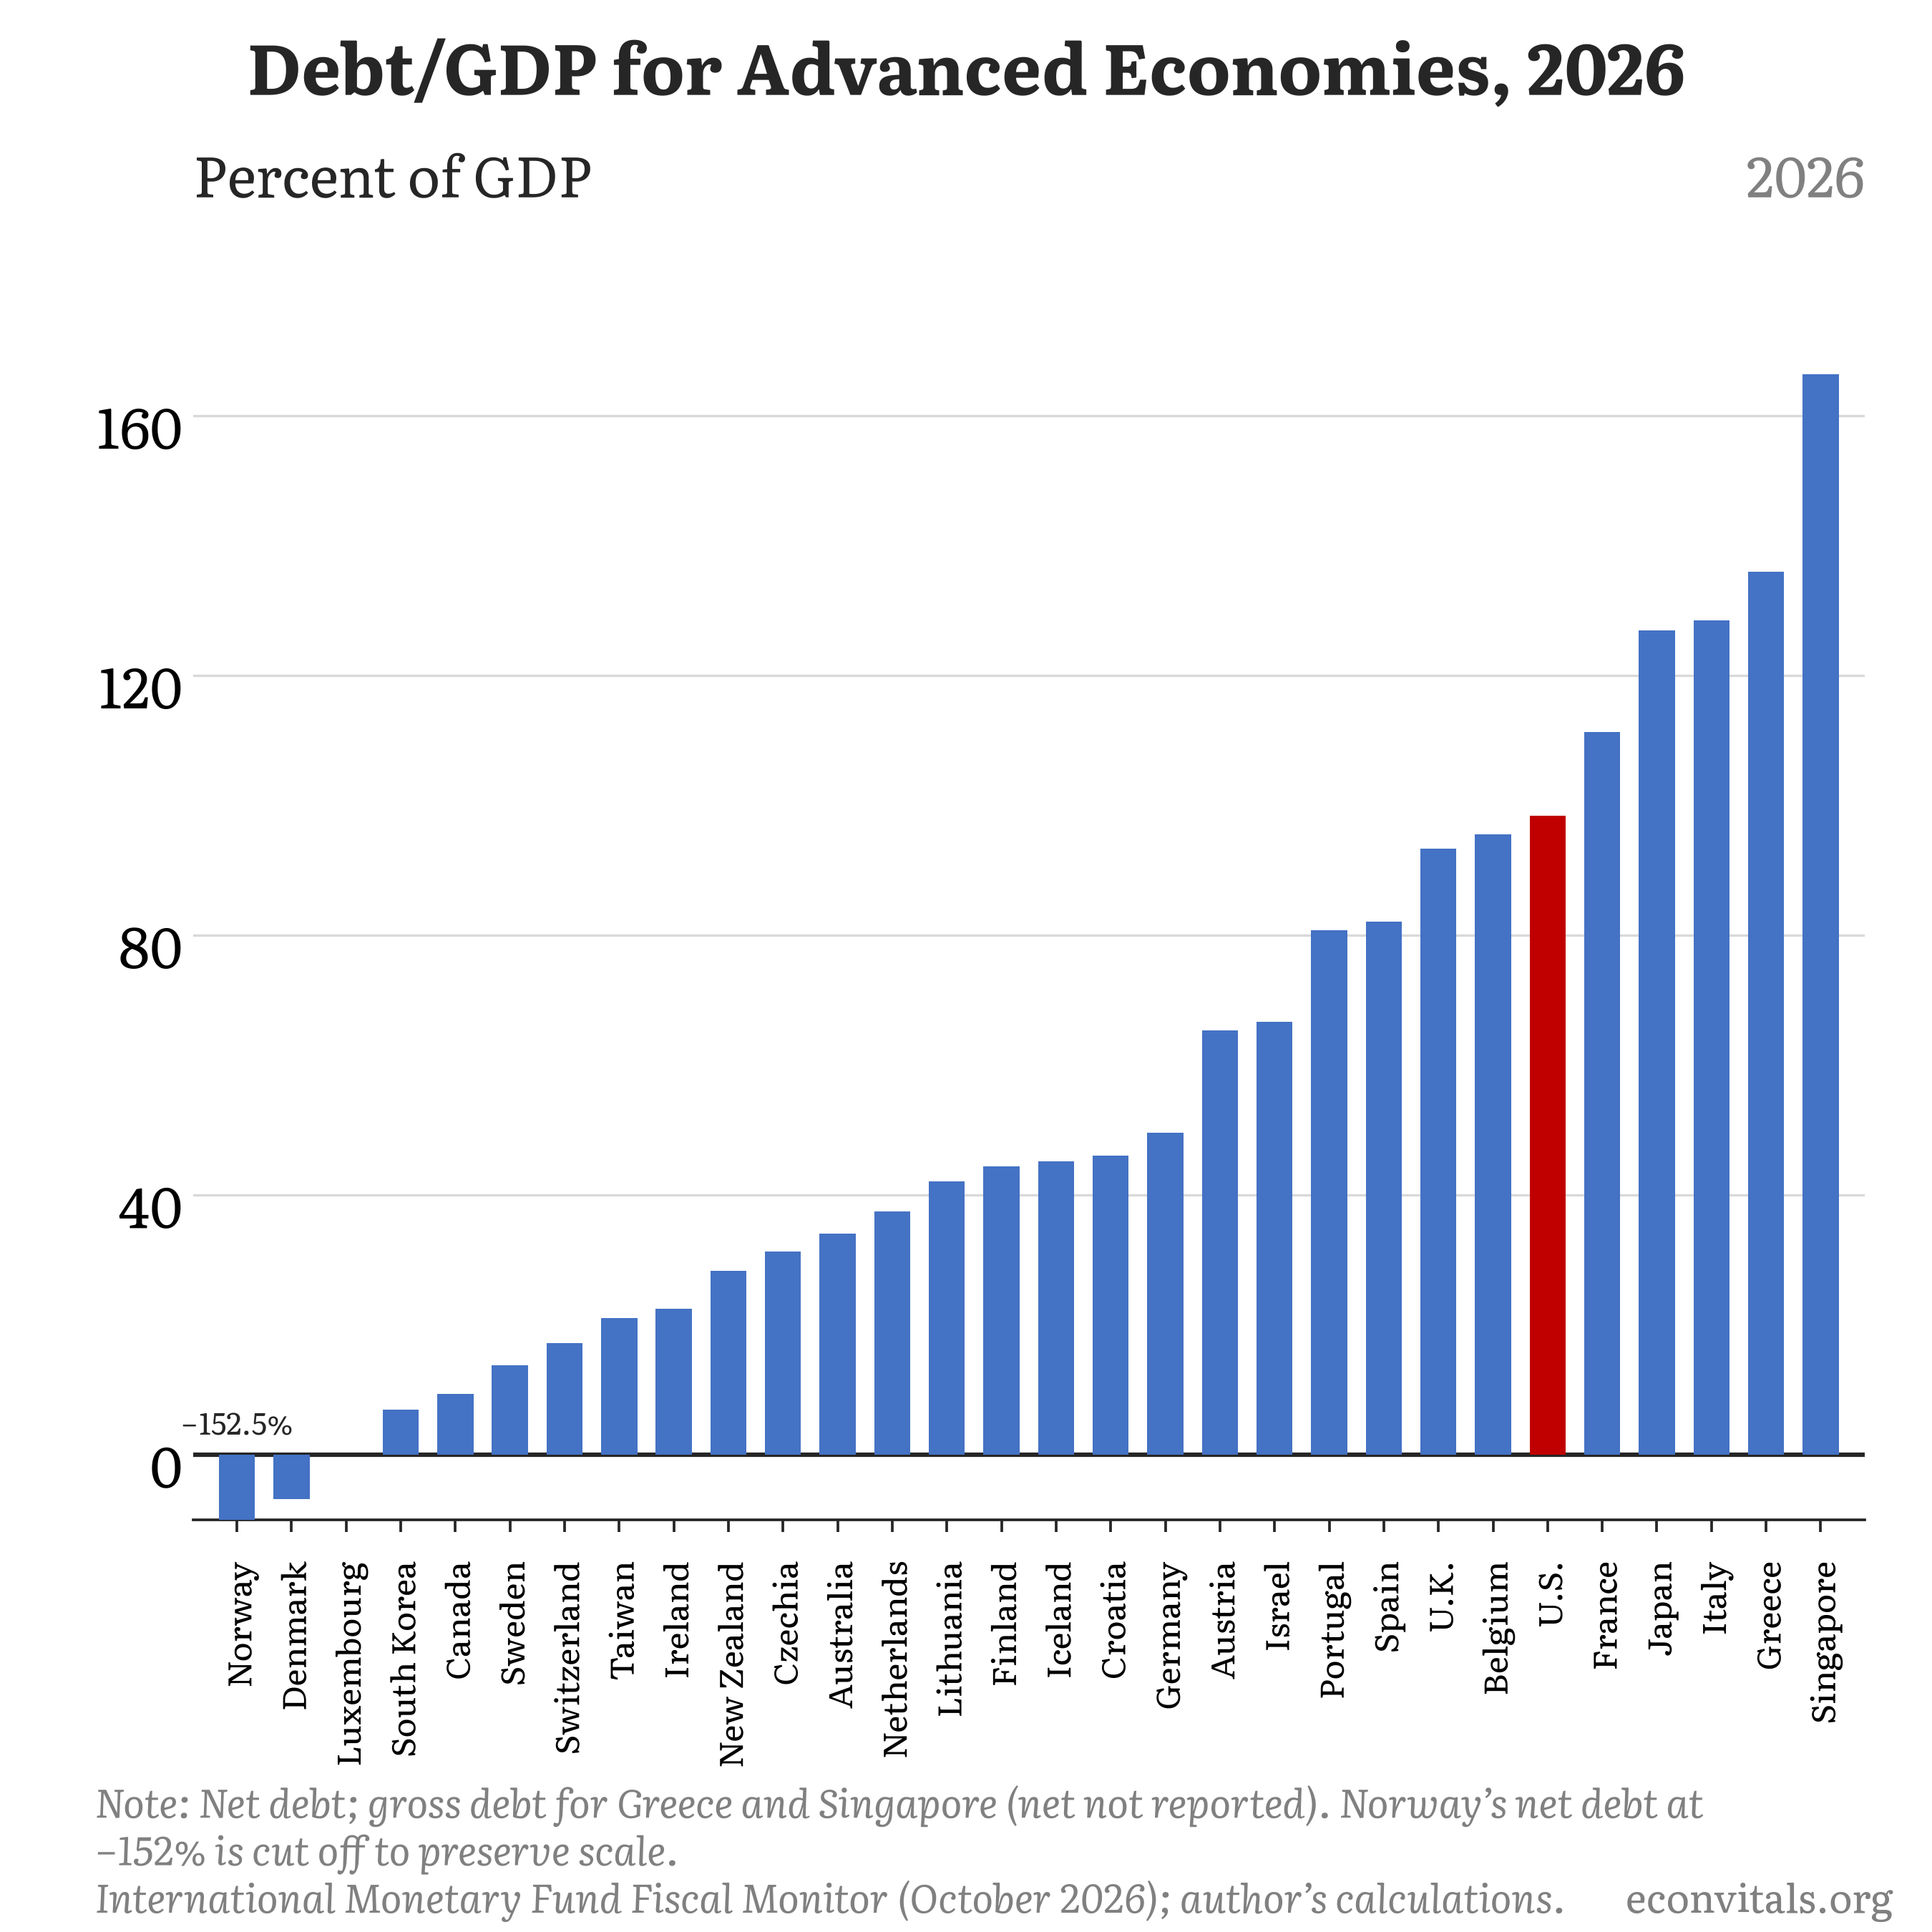 Debt/GDP for Advanced Economies, 2026
Percent of GDP
2026
160
120
80
40
−152.5%
0
Norway
Denmark
Luxembourg
South Korea
Canada
Sweden
Switzerland
Taiwan
Ireland
New Zealand
Czechia
Australia
Netherlands
Lithuania
Finland
Iceland
Croatia
Germany
Austria
Israel
Portugal
Spain
U.K.
Belgium
U.S.
France
Japan
Italy
Greece
Singapore
Note: Net debt; gross debt for Greece and Singapore (net not reported). Norway’s net debt at
−152% is cut off to preserve scale.
International Monetary Fund Fiscal Monitor (October 2026); author’s calculations.
econvitals.org